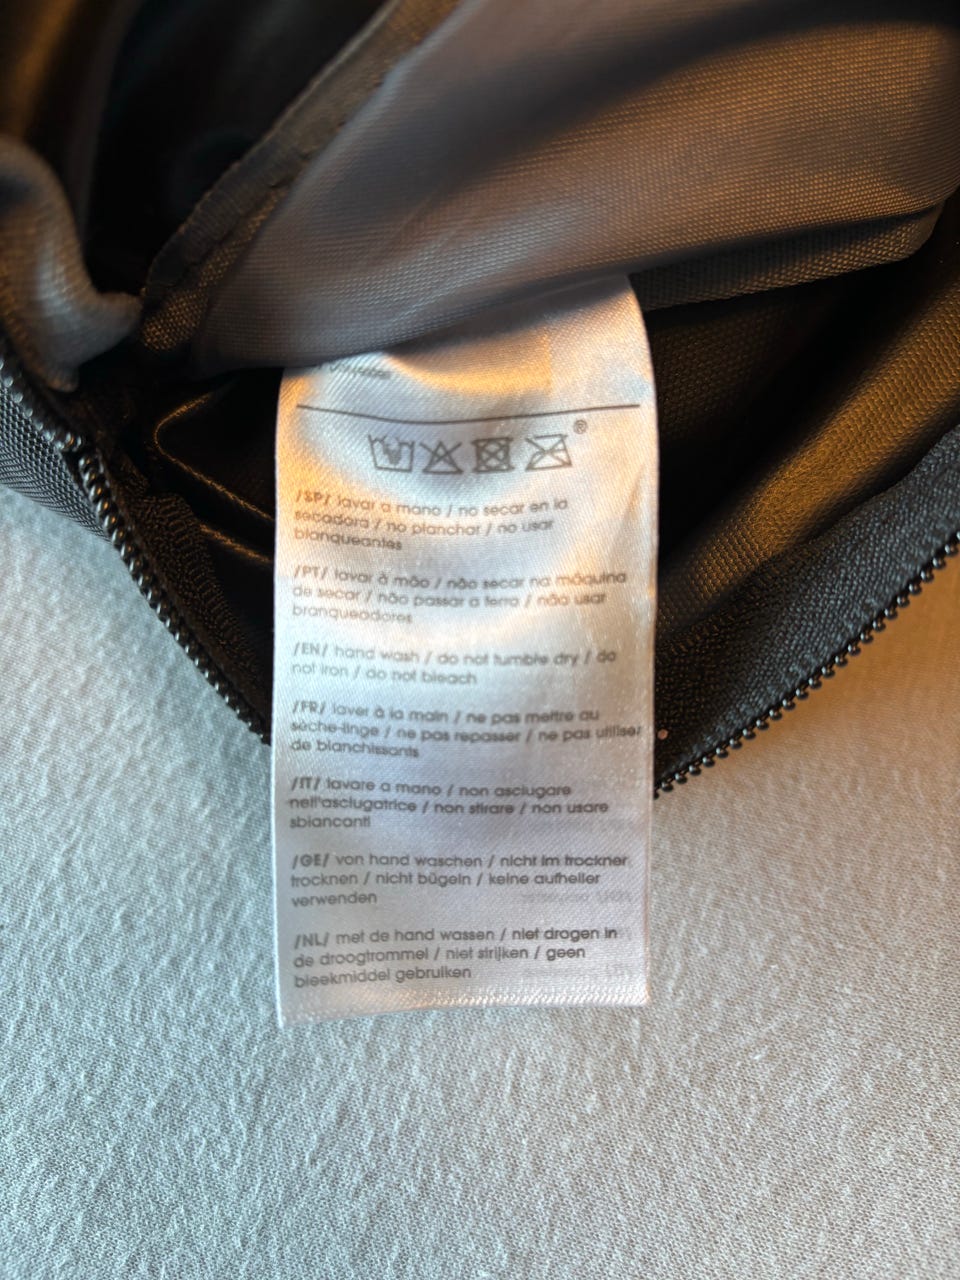 ®
/SP/ lavar a mano / no secar en la
secadora / no planchar / no usar
blanqueantes
/PT/ lavar à mão / não secar na máquina
de secar / não passar a ferro / não usar
branqueadores
/EN/ hand wash / do not tumble dry / do
not iron / do not bleach
/FR/ laver à la main / ne pas mettre au
sèche-linge / ne pas repasser / ne pas utiliser
de blanchissants
/IT/ lavare a mano / non asciugare
nell'asciugatrice / non stirare / non usare
sbiancanti
/GE/ von hand waschen / nicht im trockner
trocknen / nicht bügeln / keine aufheller
verwenden
/NL/ met de hand wassen / niet drogen in
de droogtrommel / niet strijken / geen
bleekmiddel gebruiken